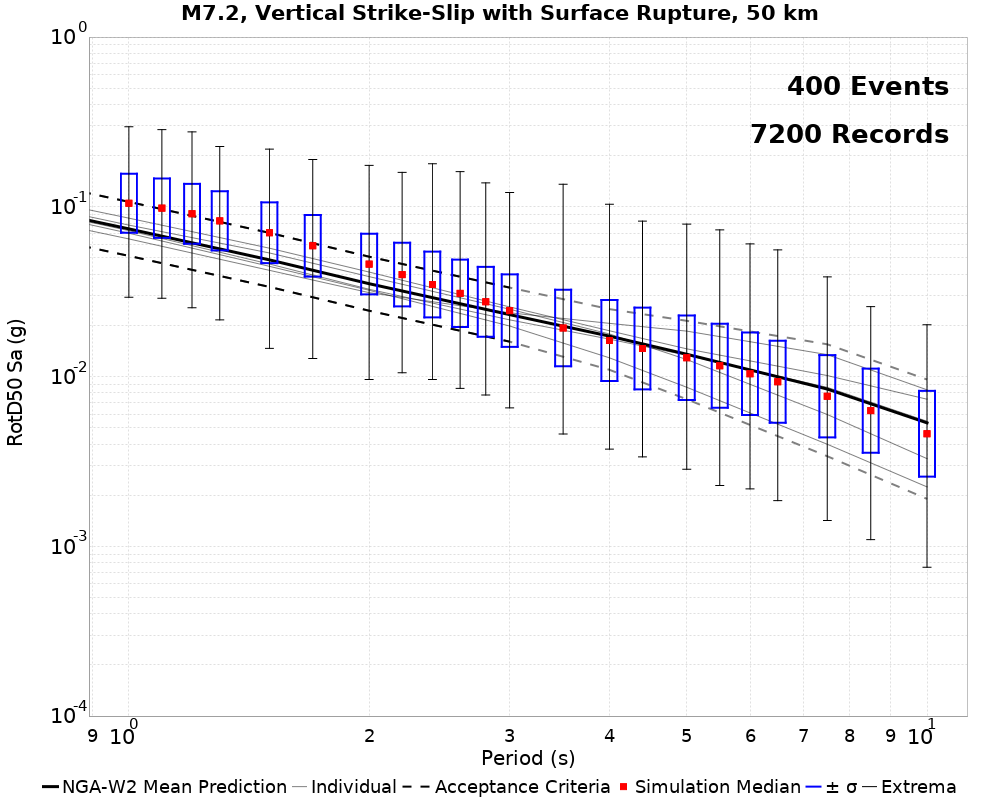 M7.2, Vertical Strike-Slip with Surface Rupture, 50 km
400 Events
7200 Records
RotD50 Sa (g)
10^0
10^-1
10^-2
10^-3
10^-4
9 10^0 2 3 4 5 6 7 8 9 10^1
Period (s)
NGA-W2 Mean Prediction Individual Acceptance Criteria Simulation Median ± σ Extrema